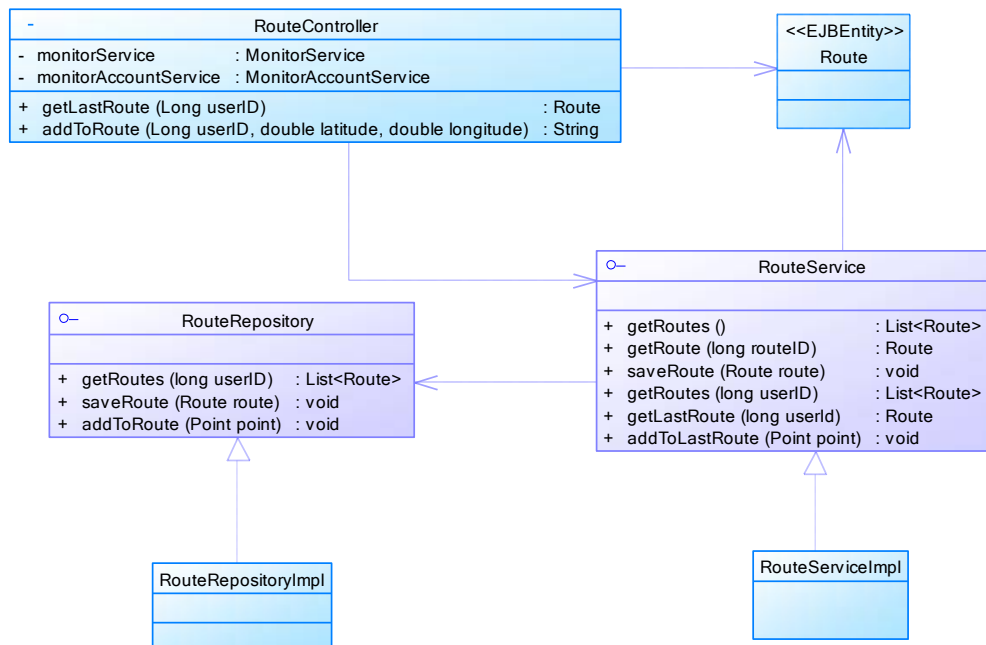 - RouteController
- monitorService : MonitorService
- monitorAccountService : MonitorAccountService
+ getLastRoute (Long userID) : Route
+ addToRoute (Long userID, double latitude, double longitude) : String
<<EJBEntity>>
Route
RouteService
+ getRoutes () : List<Route>
+ getRoute (long routeID) : Route
+ saveRoute (Route route) : void
+ getRoutes (long userID) : List<Route>
+ getLastRoute (long userId) : Route
+ addToLastRoute (Point point) : void
RouteRepository
+ getRoutes (long userID) : List<Route>
+ saveRoute (Route route) : void
+ addToRoute (Point point) : void
RouteRepositoryImpl
RouteServiceImpl